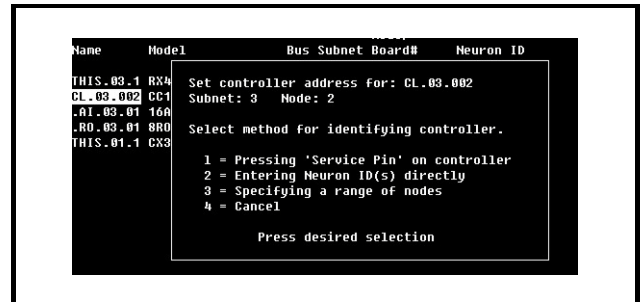 Name Model Bus Subnet Board# Neuron ID
THIS.03.1 RX4
CL.03.002 CC1
.AI.03.01 16A
.RO.03.01 8RO
THIS.01.1 CX3
Set controller address for: CL.03.002
Subnet: 3 Node: 2
Select method for identifying controller.
1 = Pressing 'Service Pin' on controller
2 = Entering Neuron ID(s) directly
3 = Specifying a range of nodes
4 = Cancel
Press desired selection